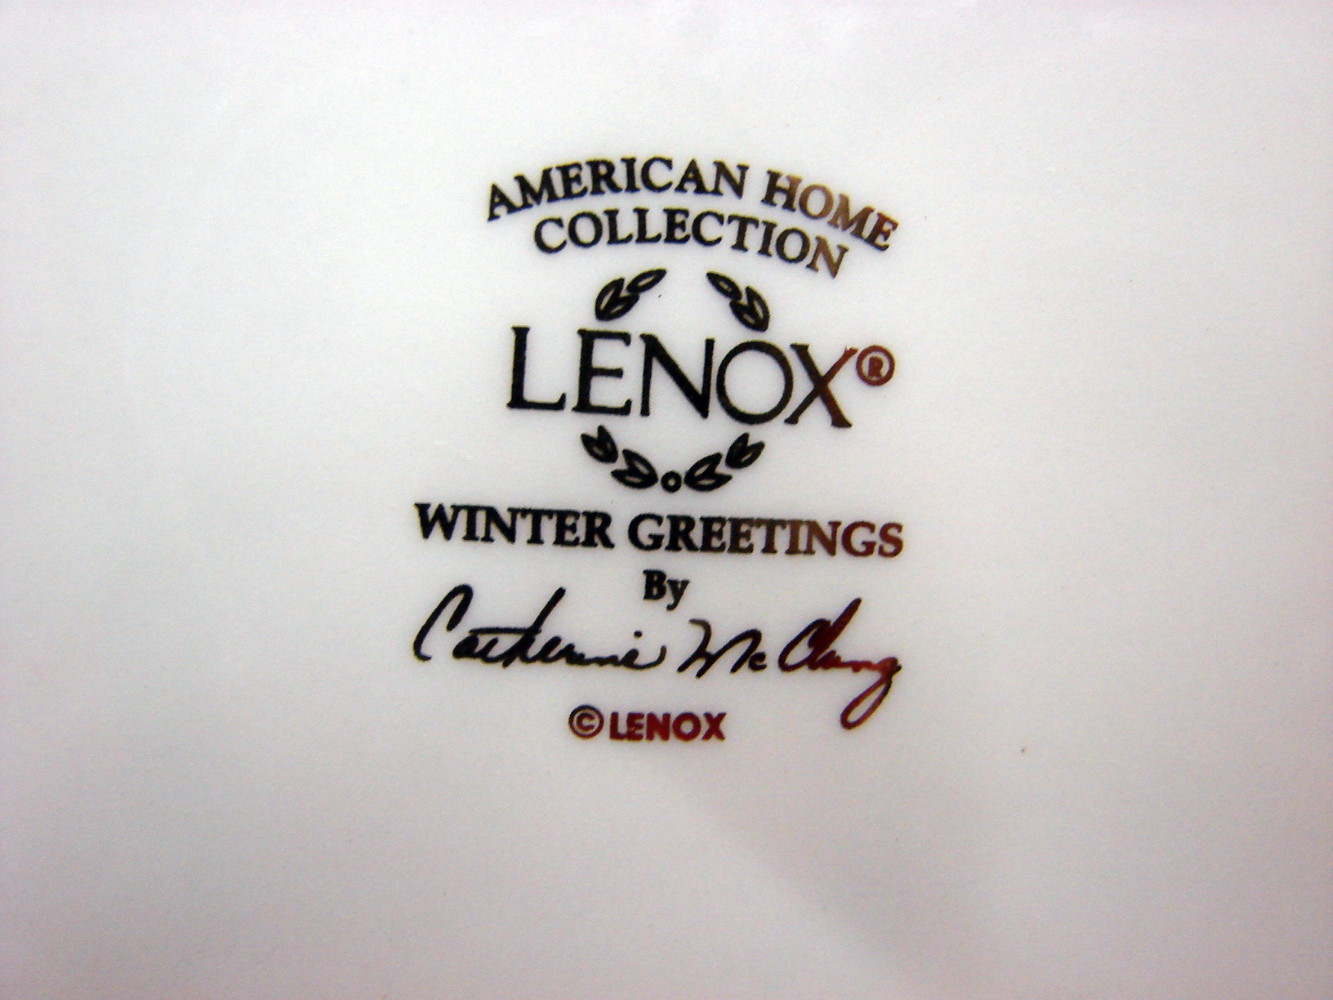 AMERICAN HOME
COLLECTION
LENOX®
WINTER GREETINGS
By
Catherine McClung
© LENOX